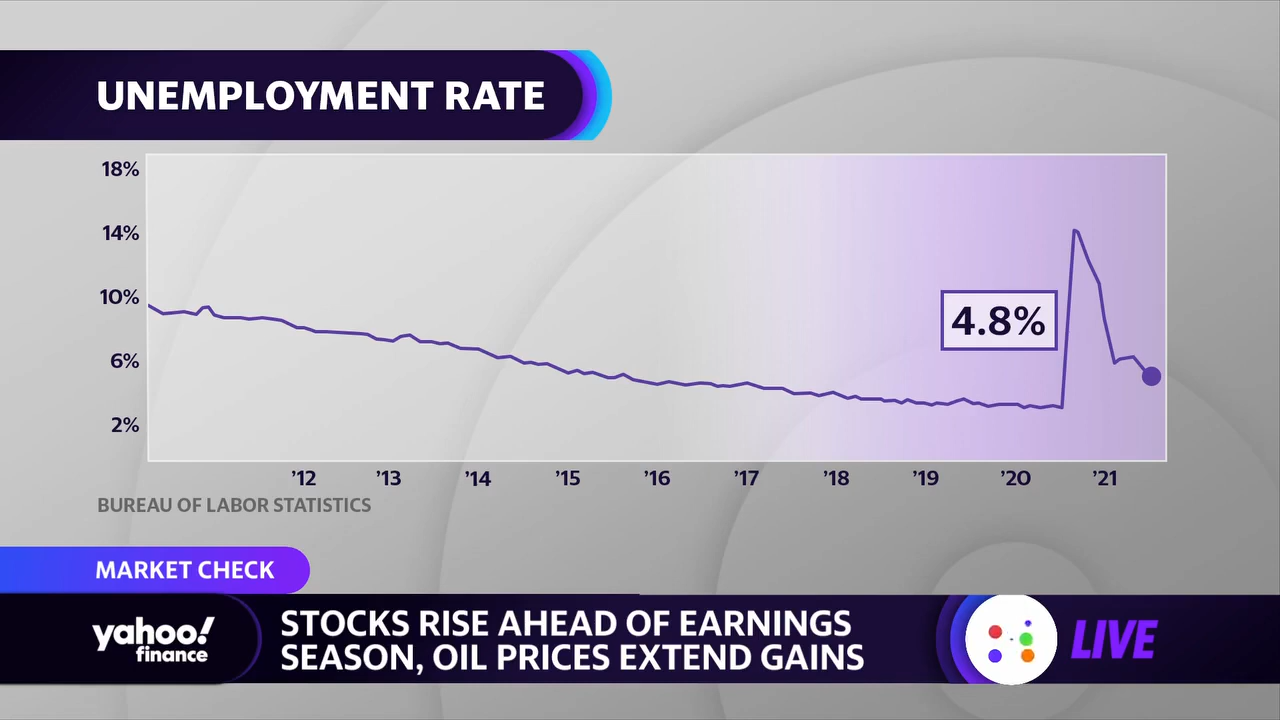 UNEMPLOYMENT RATE
18%
14%
10%
6%
2%
4.8%
’12 ’13 ’14 ’15 ’16 ’17 ’18 ’19 ’20 ’21
BUREAU OF LABOR STATISTICS
MARKET CHECK
yahoo!
finance
STOCKS RISE AHEAD OF EARNINGS
SEASON, OIL PRICES EXTEND GAINS
LIVE